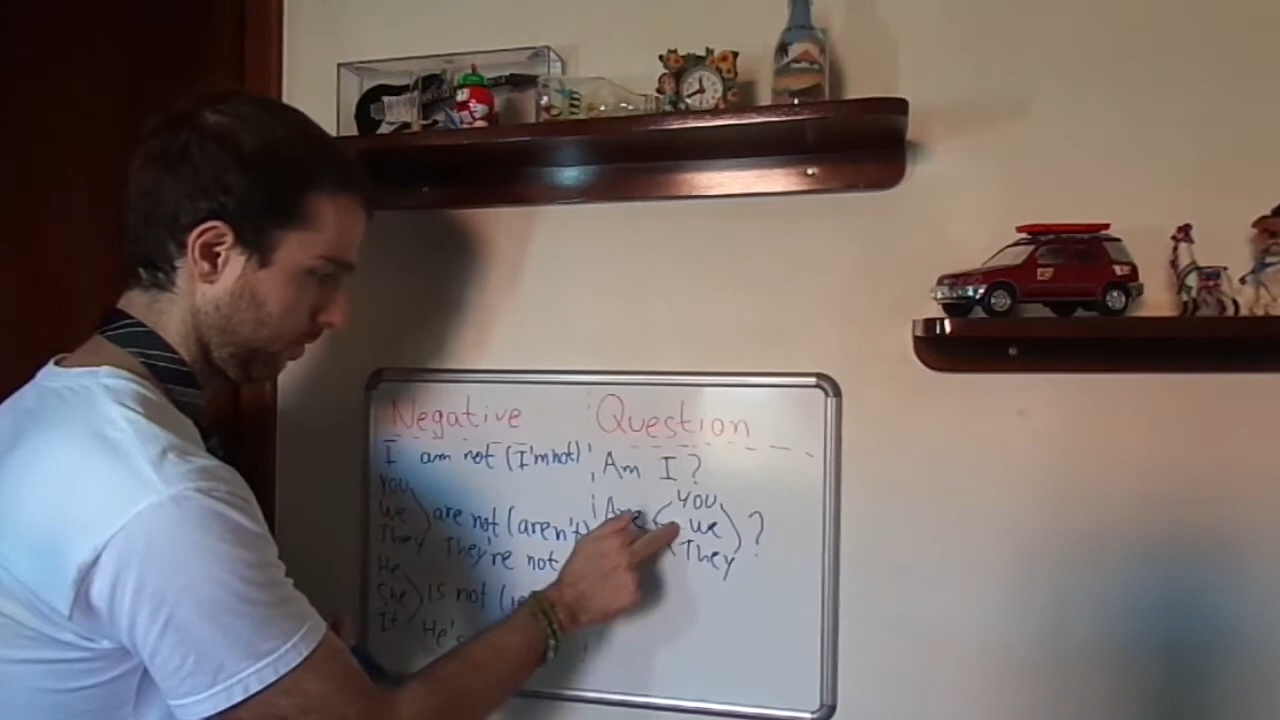 Negative Question
I am not (I'm not) Am I?
You
We are not (aren't)
They They're not
He
She is not
It He's
Are You
We ?
They